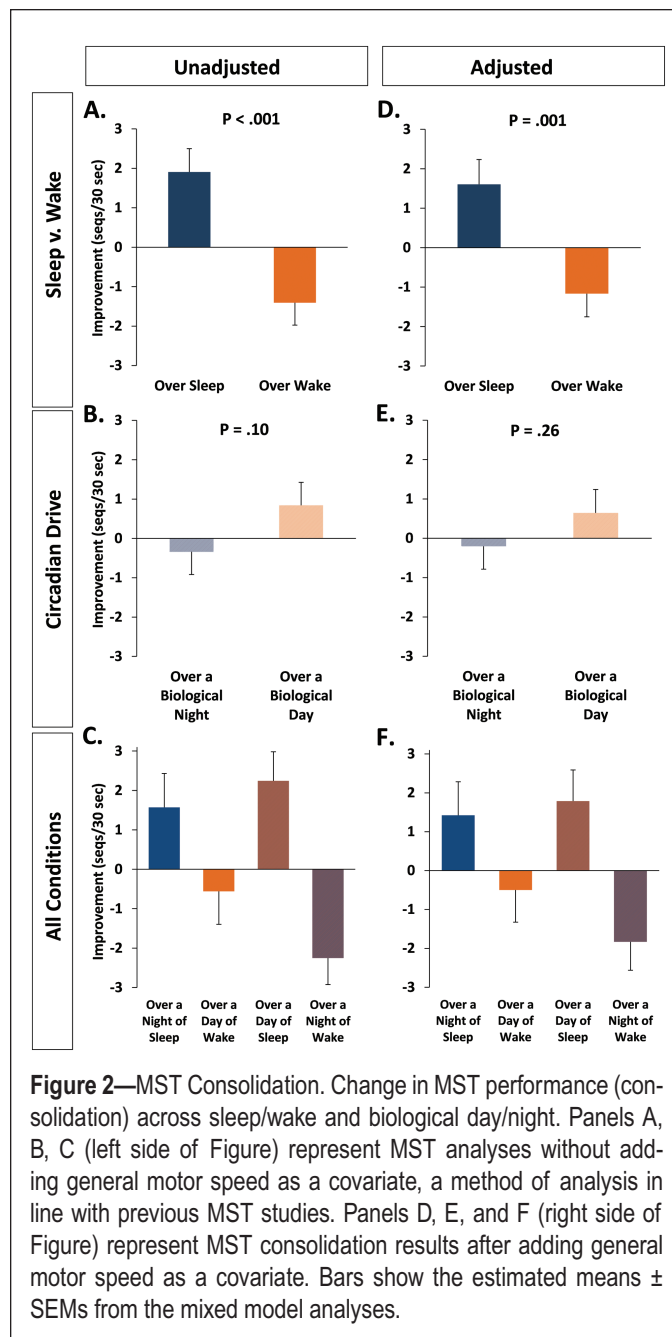 Unadjusted
Adjusted
Sleep v. Wake
A.
P < .001
Improvement (seqs/30 sec)
3
2
1
0
-1
-2
-3
Over Sleep
Over Wake
D.
P = .001
3
2
1
0
-1
-2
-3
Over Sleep
Over Wake
Circadian Drive
B.
P = .10
Improvement (seqs/30 sec)
3
2
1
0
-1
-2
-3
Over a
Biological
Night
Over a
Biological
Day
E.
P = .26
3
2
1
0
-1
-2
-3
Over a
Biological
Night
Over a
Biological
Day
All Conditions
C.
Improvement (seqs/30 sec)
3
2
1
0
-1
-2
-3
Over a
Night of
Sleep
Over a
Day of
Wake
Over a
Day of
Sleep
Over a
Night of
Wake
F.
3
2
1
0
-1
-2
-3
Over a
Night of
Sleep
Over a
Day of
Wake
Over a
Day of
Sleep
Over a
Night of
Wake
Figure 2—MST Consolidation. Change in MST performance (con-
solidation) across sleep/wake and biological day/night. Panels A,
B, C (left side of Figure) represent MST analyses without add-
ing general motor speed as a covariate, a method of analysis in
line with previous MST studies. Panels D, E, and F (right side of
Figure) represent MST consolidation results after adding general
motor speed as a covariate. Bars show the estimated means ±
SEMs from the mixed model analyses.